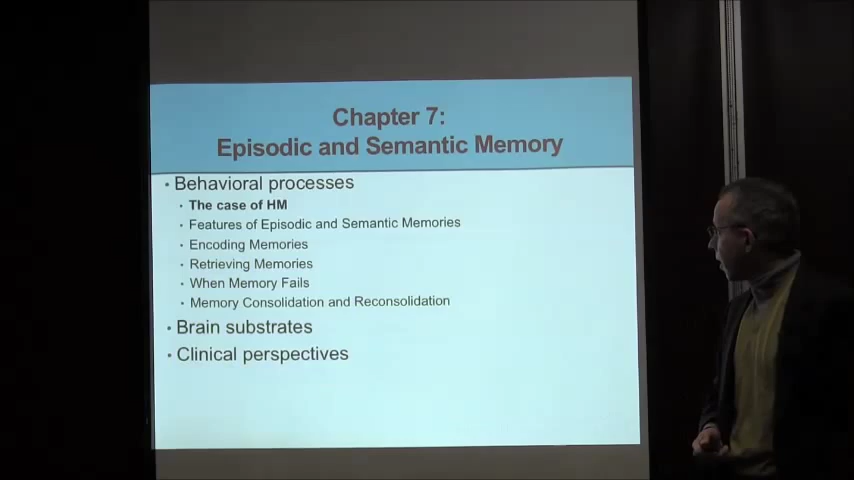 Chapter 7:
Episodic and Semantic Memory
• Behavioral processes
• The case of HM
• Features of Episodic and Semantic Memories
• Encoding Memories
• Retrieving Memories
• When Memory Fails
• Memory Consolidation and Reconsolidation
• Brain substrates
• Clinical perspectives